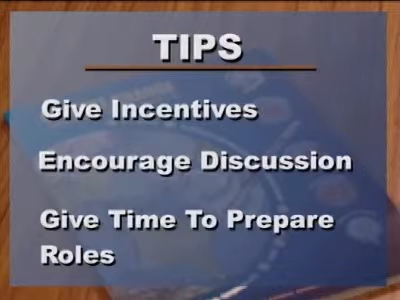 TIPS
Give Incentives
Encourage Discussion
Give Time To Prepare
Roles